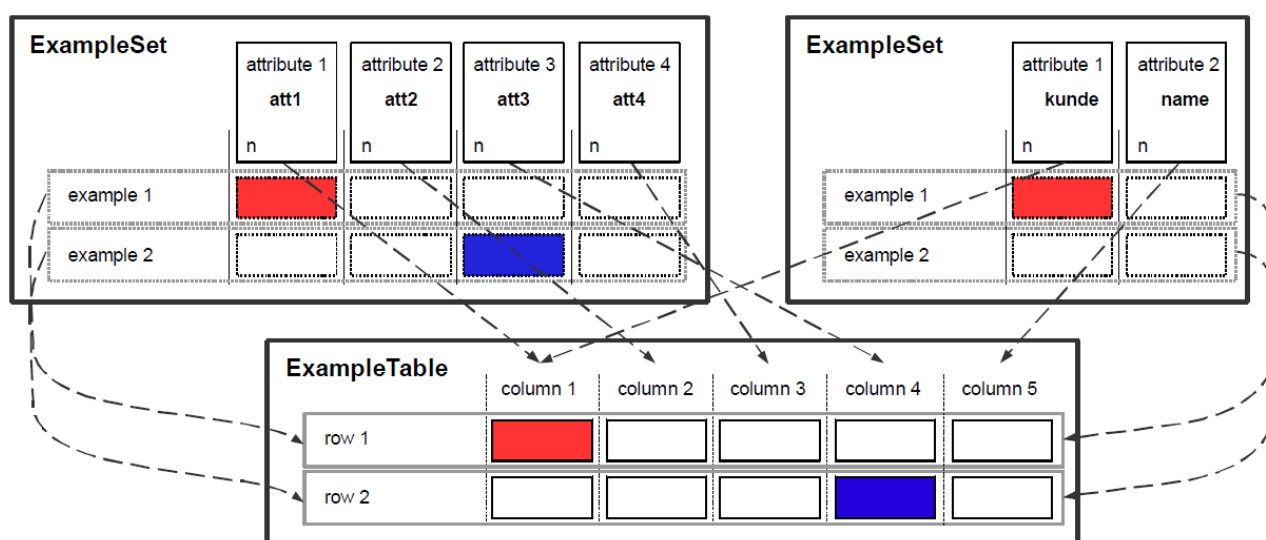 ExampleSet
attribute 1 attribute 2 attribute 3 attribute 4
att1 att2 att3 att4
n n n n
example 1
example 2
ExampleSet
attribute 1 attribute 2
kunde name
n n
example 1
example 2
ExampleTable
column 1 column 2 column 3 column 4 column 5
row 1
row 2